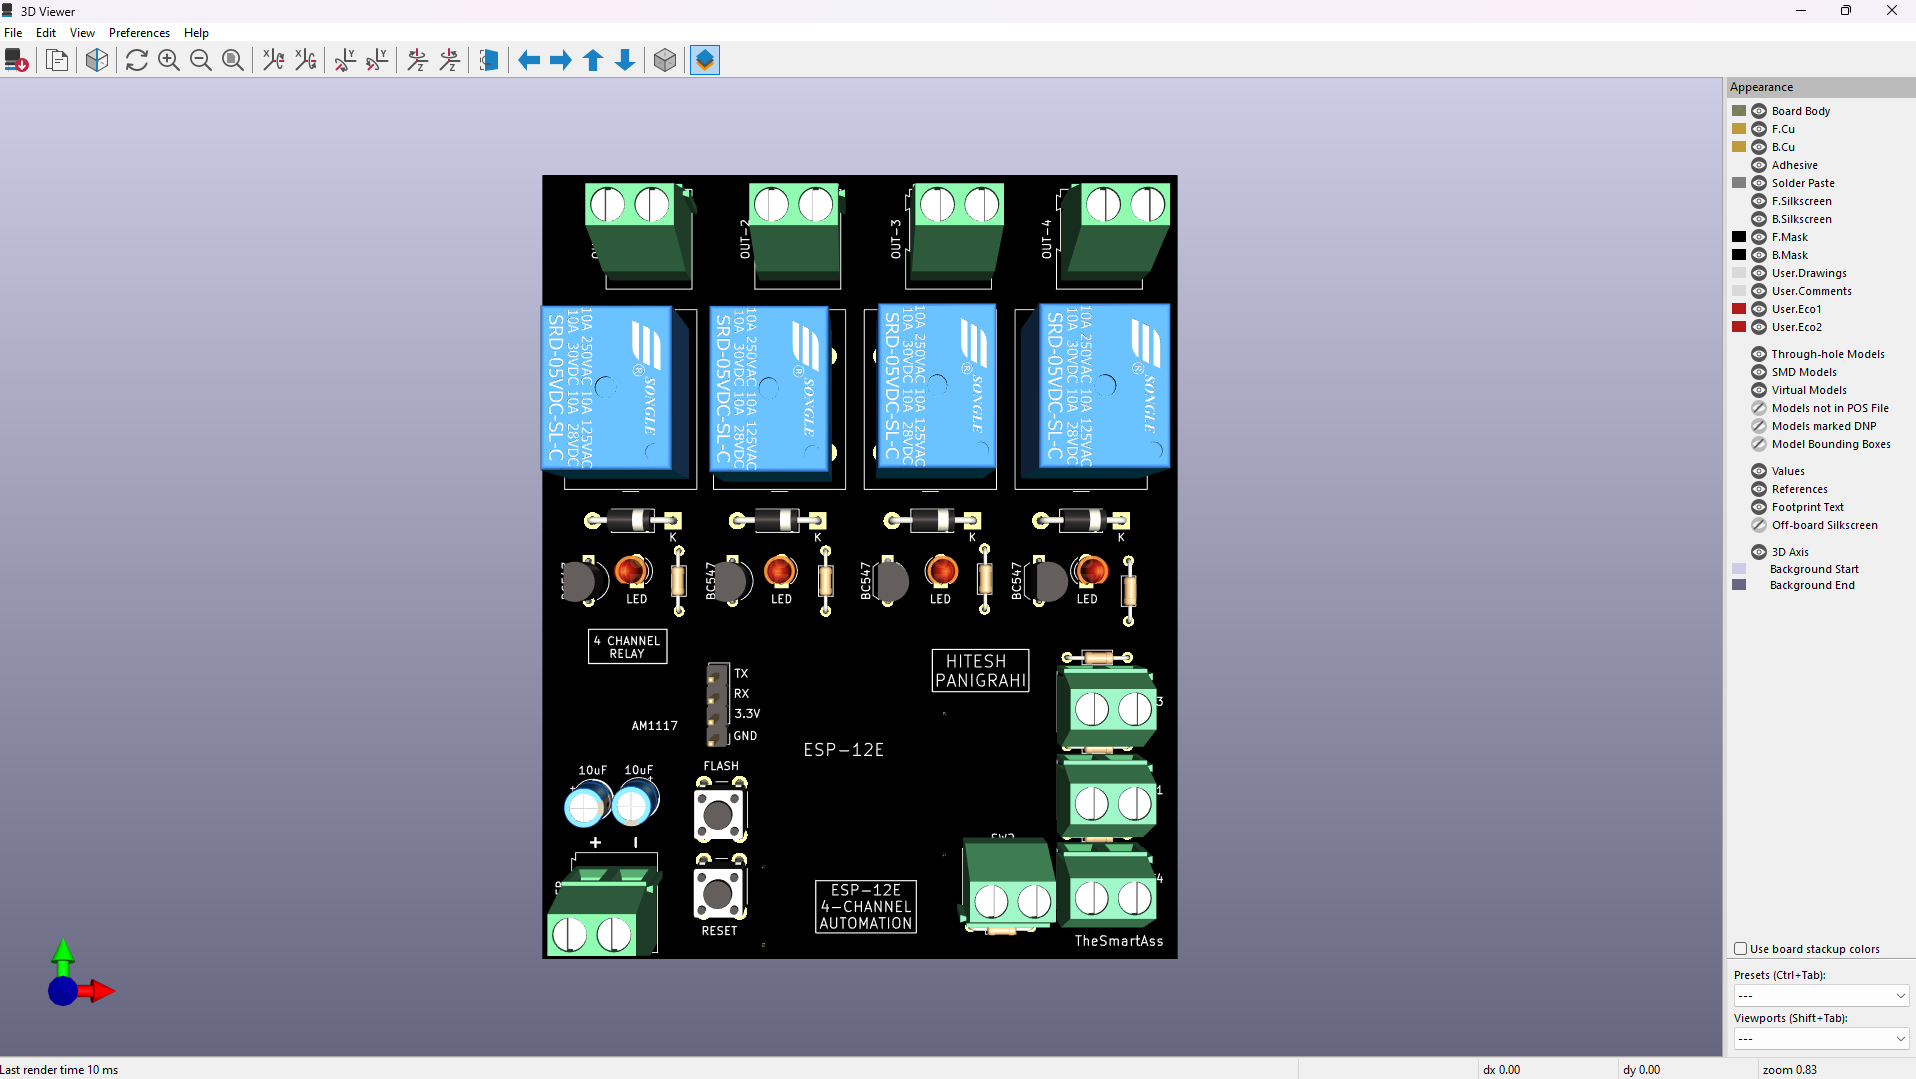 3D Viewer
File Edit View Preferences Help
Appearance
Board Body
F.Cu
B.Cu
Adhesive
Solder Paste
F.Silkscreen
B.Silkscreen
F.Mask
B.Mask
User.Drawings
User.Comments
User.Eco1
User.Eco2
Through-hole Models
SMD Models
Virtual Models
Models not in POS File
Models marked DNP
Model Bounding Boxes
Values
References
Footprint Text
Off-board Silkscreen
3D Axis
Background Start
Background End
Use board stackup colors
Presets (Ctrl+Tab):
---
Viewports (Shift+Tab):
---
OUT-2
OUT-3
OUT-4
SONGLE
10A 250VAC 10A 125VAC
10A 30VDC 10A 28VDC
SRD-05VDC-SL-C
SONGLE
10A 250VAC 10A 125VAC
10A 30VDC 10A 28VDC
SRD-05VDC-SL-C
SONGLE
10A 250VAC 10A 125VAC
10A 30VDC 10A 28VDC
SRD-05VDC-SL-C
SONGLE
10A 250VAC 10A 125VAC
10A 30VDC 10A 28VDC
SRD-05VDC-SL-C
K K K K
BC547 BC547 BC547
LED LED LED LED
4 CHANNEL
RELAY
TX
RX
3.3V
GND
HITESH
PANIGRAHI
AM1117
ESP-12E
FLASH
10uF 10uF
+ -
3
1
4
RESET
ESP-12E
4-CHANNEL
AUTOMATION
TheSmartAss
X Y Z
Last render time 10 ms
dx 0.00
dy 0.00
zoom 0.83